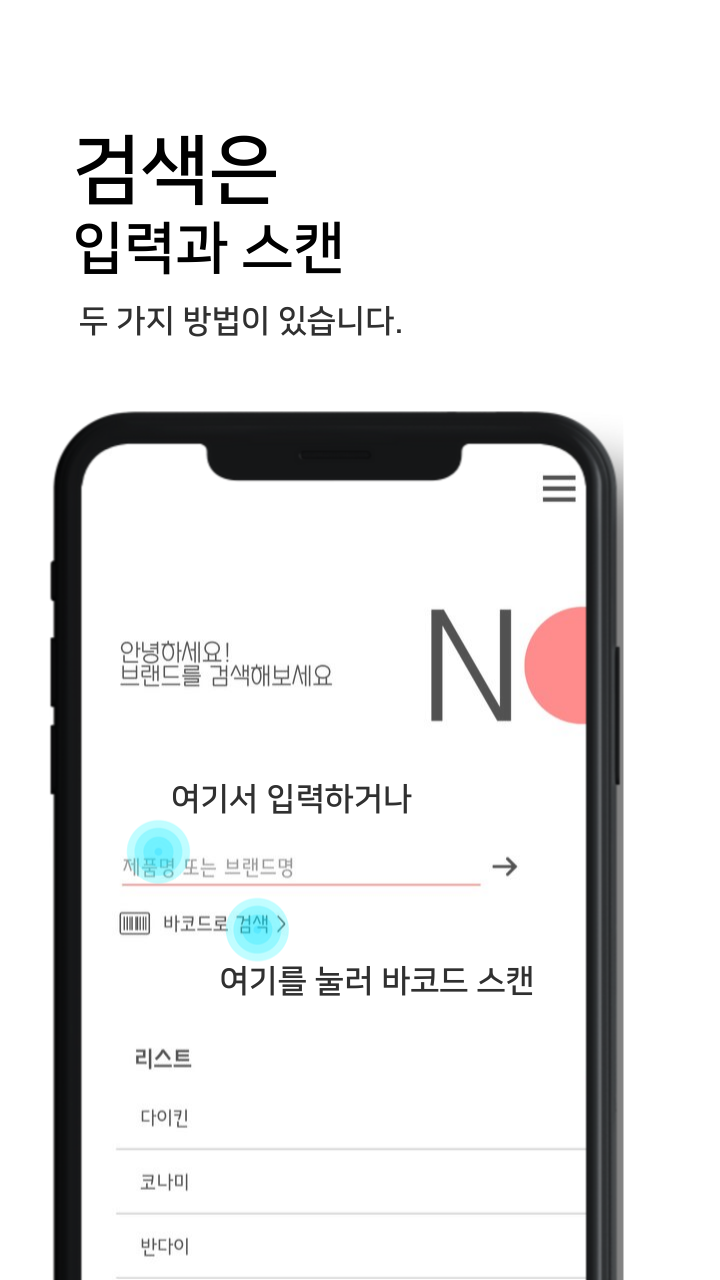 검색은
입력과 스캔
두 가지 방법이 있습니다.
안녕하세요!
브랜드를 검색해보세요
N
여기서 입력하거나
제품명 또는 브랜드명
바코드로 검색 >
여기를 눌러 바코드 스캔
리스트
다이킨
코나미
반다이